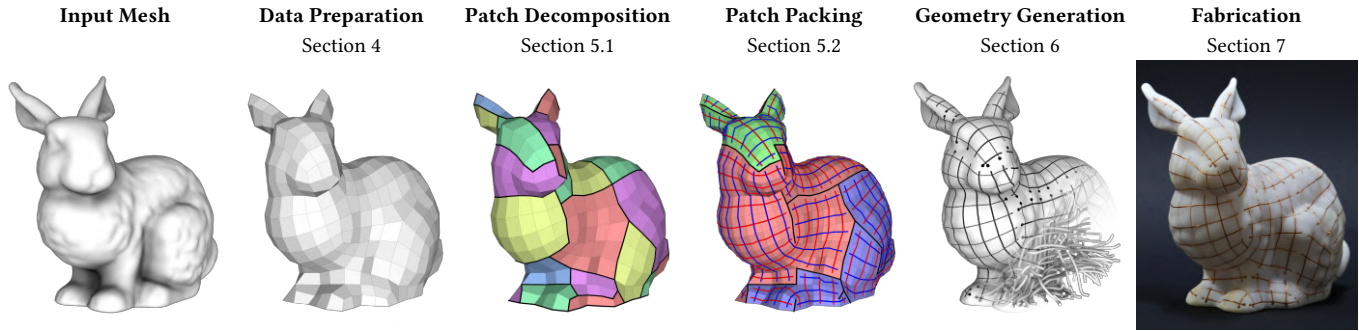 Input Mesh
Data Preparation
Section 4
Patch Decomposition
Section 5.1
Patch Packing
Section 5.2
Geometry Generation
Section 6
Fabrication
Section 7